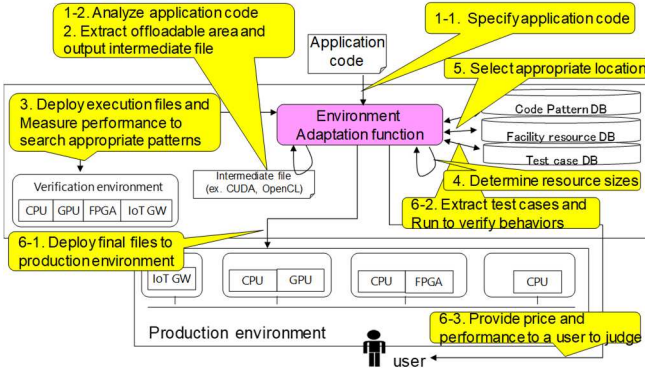 1-2. Analyze application code
2. Extract offloadable area and
output intermediate file
1-1. Specify application code
Application
code
5. Select appropriate location
3. Deploy execution files and
Measure performance to
search appropriate patterns
Environment
Adaptation function
Code Pattern DB
Facility resource DB
Test case DB
Verification environment
CPU GPU FPGA IoT GW
Intermediate file
(ex. CUDA, OpenCL)
4. Determine resource sizes
6-2. Extract test cases and
Run to verify behaviors
6-1. Deploy final files to
production environment
IoT GW
CPU GPU
CPU FPGA
CPU
Production environment
6-3. Provide price and
performance to a user to judge
user